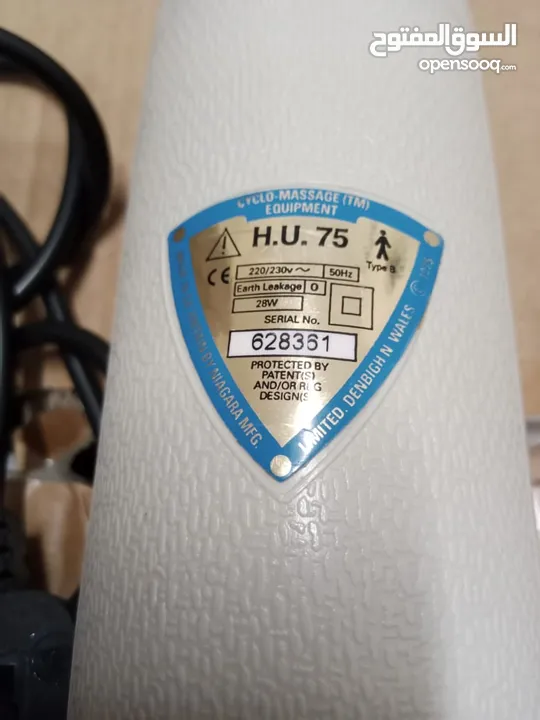 السوق المفتوح
opensooq.com
CYCLO-MASSAGE (TM)
EQUIPMENT
H.U. 75
Type B
CE
220/230v ~ 50Hz
Earth Leakage 0
28W
SERIAL No.
628361
PROTECTED BY
PATENT(S)
AND/OR REG
DESIGN(S
BY NIAGARA MFG.
LIMITED. DENBIGH N. WALES